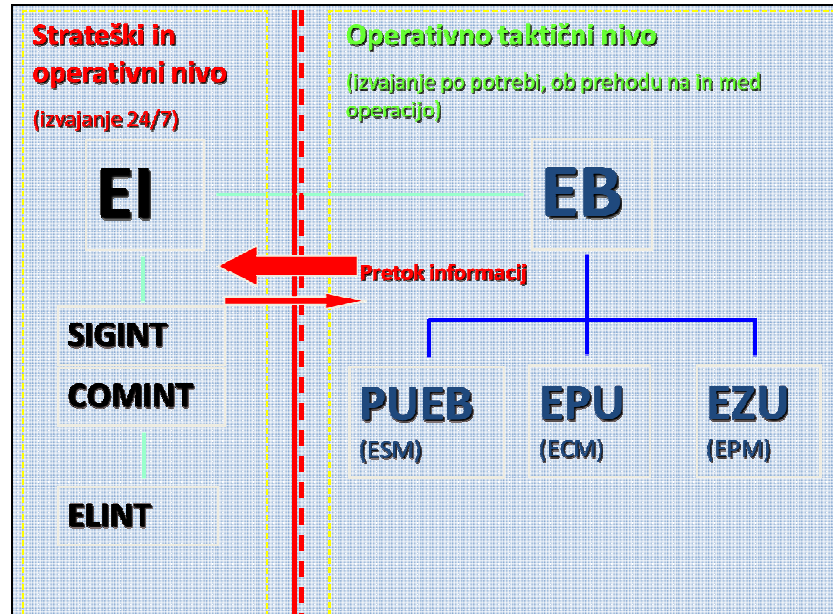 Strateški in
operativni nivo
(izvajanje 24/7)
EI
SIGINT
COMINT
ELINT
Operativno taktični nivo
(izvajanje po potrebi, ob prehodu na in med
operacijo)
EB
Pretok informacij
PUEB
(ESM)
EPU
(ECM)
EZU
(EPM)